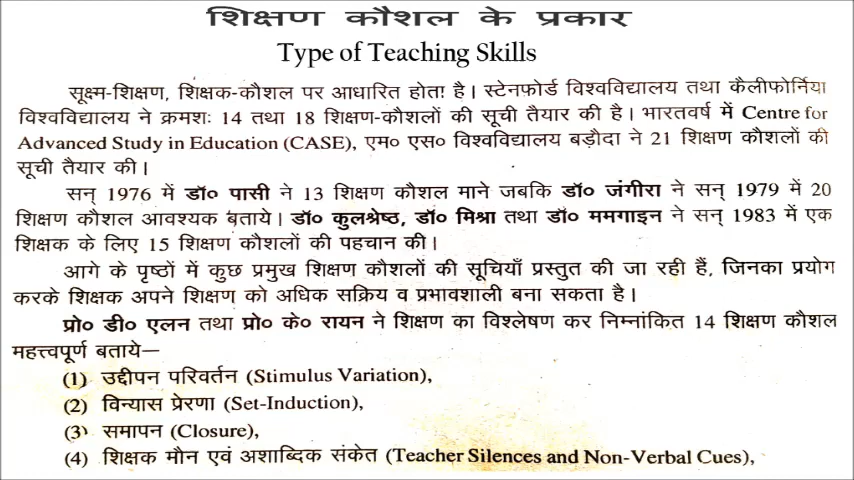 शिक्षण कौशल के प्रकार
Type of Teaching Skills
सूक्ष्म-शिक्षण, शिक्षक-कौशल पर आधारित होता है। स्टेनफोर्ड विश्वविद्यालय तथा कैलीफोर्निया
विश्वविद्यालय ने क्रमशः 14 तथा 18 शिक्षण-कौशलों की सूची तैयार की है। भारतवर्ष में Centre for
Advanced Study in Education (CASE), एम० एस० विश्वविद्यालय बड़ौदा ने 21 शिक्षण कौशलों की
सूची तैयार की।
सन् 1976 में डॉ० पासी ने 13 शिक्षण कौशल माने जबकि डॉ० जंगीरा ने सन् 1979 में 20
शिक्षण कौशल आवश्यक बताये। डॉ० कुलश्रेष्ठ, डॉ० मिश्रा तथा डॉ० ममगाइन ने सन् 1983 में एक
शिक्षक के लिए 15 शिक्षण कौशलों की पहचान की।
आगे के पृष्ठों में कुछ प्रमुख शिक्षण कौशलों की सूचियाँ प्रस्तुत की जा रही हैं, जिनका प्रयोग
करके शिक्षक अपने शिक्षण को अधिक सक्रिय व प्रभावशाली बना सकता है।
प्रो० डी० एलन तथा प्रो० के० रायन ने शिक्षण का विश्लेषण कर निम्नांकित 14 शिक्षण कौशल
महत्त्वपूर्ण बताये—
(1) उद्दीपन परिवर्तन (Stimulus Variation),
(2) विन्यास प्रेरणा (Set-Induction),
(3) समापन (Closure),
(4) शिक्षक मौन एवं अशाब्दिक संकेत (Teacher Silences and Non-Verbal Cues),